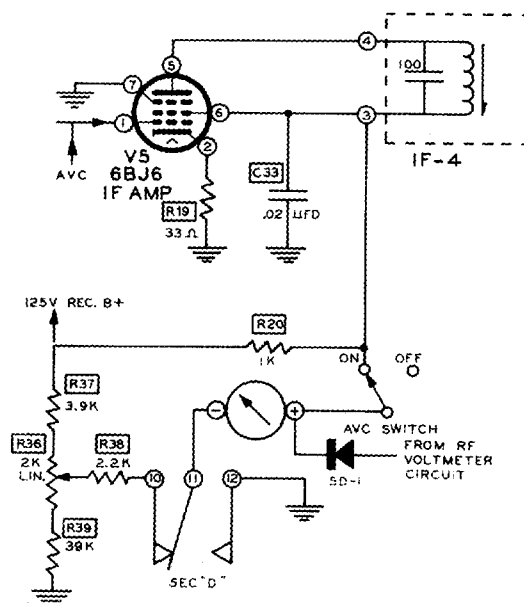 4
100
5
7
6
3
1
2
V5
6BJ6
IF AMP
AVC
IF-4
C33
.02 µFD
R19
33 Ω
125V REC. B+
R20
1K
ON
OFF
R37
3.9K
- +
AVC SWITCH
R36
2K
LIN.
R38
2.2K
FROM RF
VOLTMETER
CIRCUIT
SD-1
10 11 12
R39
39K
SEC "D"